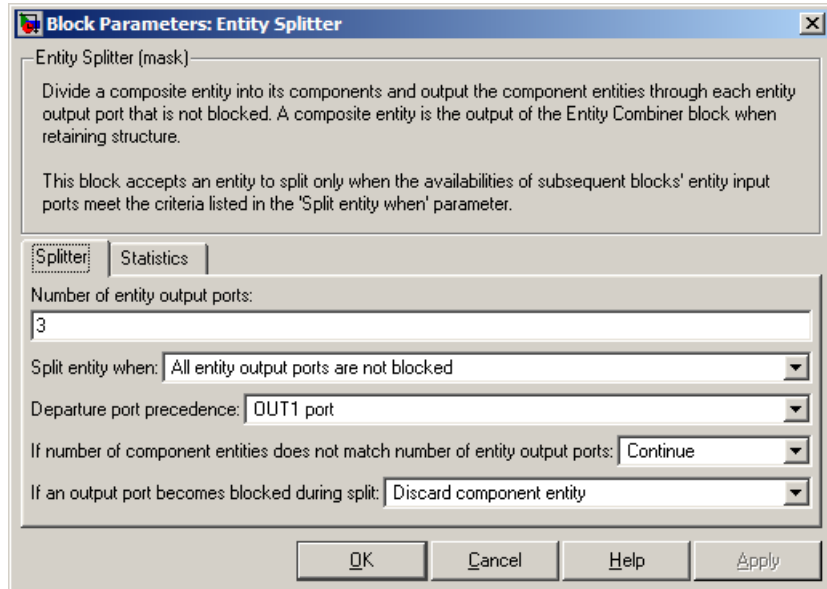 Block Parameters: Entity Splitter
Entity Splitter (mask)
Divide a composite entity into its components and output the component entities through each entity
output port that is not blocked. A composite entity is the output of the Entity Combiner block when
retaining structure.
This block accepts an entity to split only when the availabilities of subsequent blocks' entity input
ports meet the criteria listed in the 'Split entity when' parameter.
Splitter Statistics
Number of entity output ports:
3
Split entity when: All entity output ports are not blocked
Departure port precedence: OUT1 port
If number of component entities does not match number of entity output ports: Continue
If an output port becomes blocked during split: Discard component entity
OK Cancel Help Apply